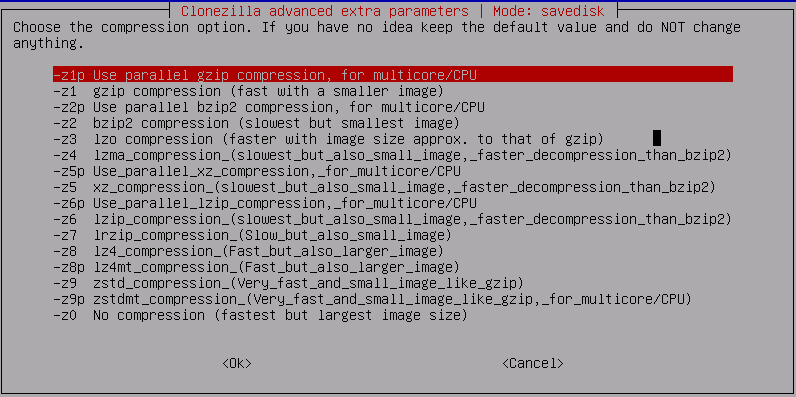 Clonezilla advanced extra parameters | Mode: savedisk
Choose the compression option. If you have no idea keep the default value and do NOT change
anything.
-z1p Use parallel gzip compression, for multicore/CPU
-z1 gzip compression (fast with a smaller image)
-z2p Use parallel bzip2 compression, for multicore/CPU
-z2 bzip2 compression (slowest but smallest image)
-z3 lzo compression (faster with image size approx. to that of gzip)
-z4 lzma_compression_(slowest_but_also_small_image,_faster_decompression_than_bzip2)
-z5p Use_parallel_xz_compression,_for_multicore/CPU
-z5 xz_compression_(slowest_but_also_small_image,_faster_decompression_than_bzip2)
-z6p Use_parallel_lzip_compression,_for_multicore/CPU
-z6 lzip_compression_(slowest_but_also_small_image,_faster_decompression_than_bzip2)
-z7 lrzip_compression_(Slow_but_also_small_image)
-z8 lz4_compression_(Fast_but_also_larger_image)
-z8p lz4mt_compression_(Fast_but_also_larger_image)
-z9 zstd_compression_(Very_fast_and_small_image_like_gzip)
-z9p zstdmt_compression_(Very_fast_and_small_image_like_gzip,_for_multicore/CPU)
-z0 No compression (fastest but largest image size)
<Ok> <Cancel>